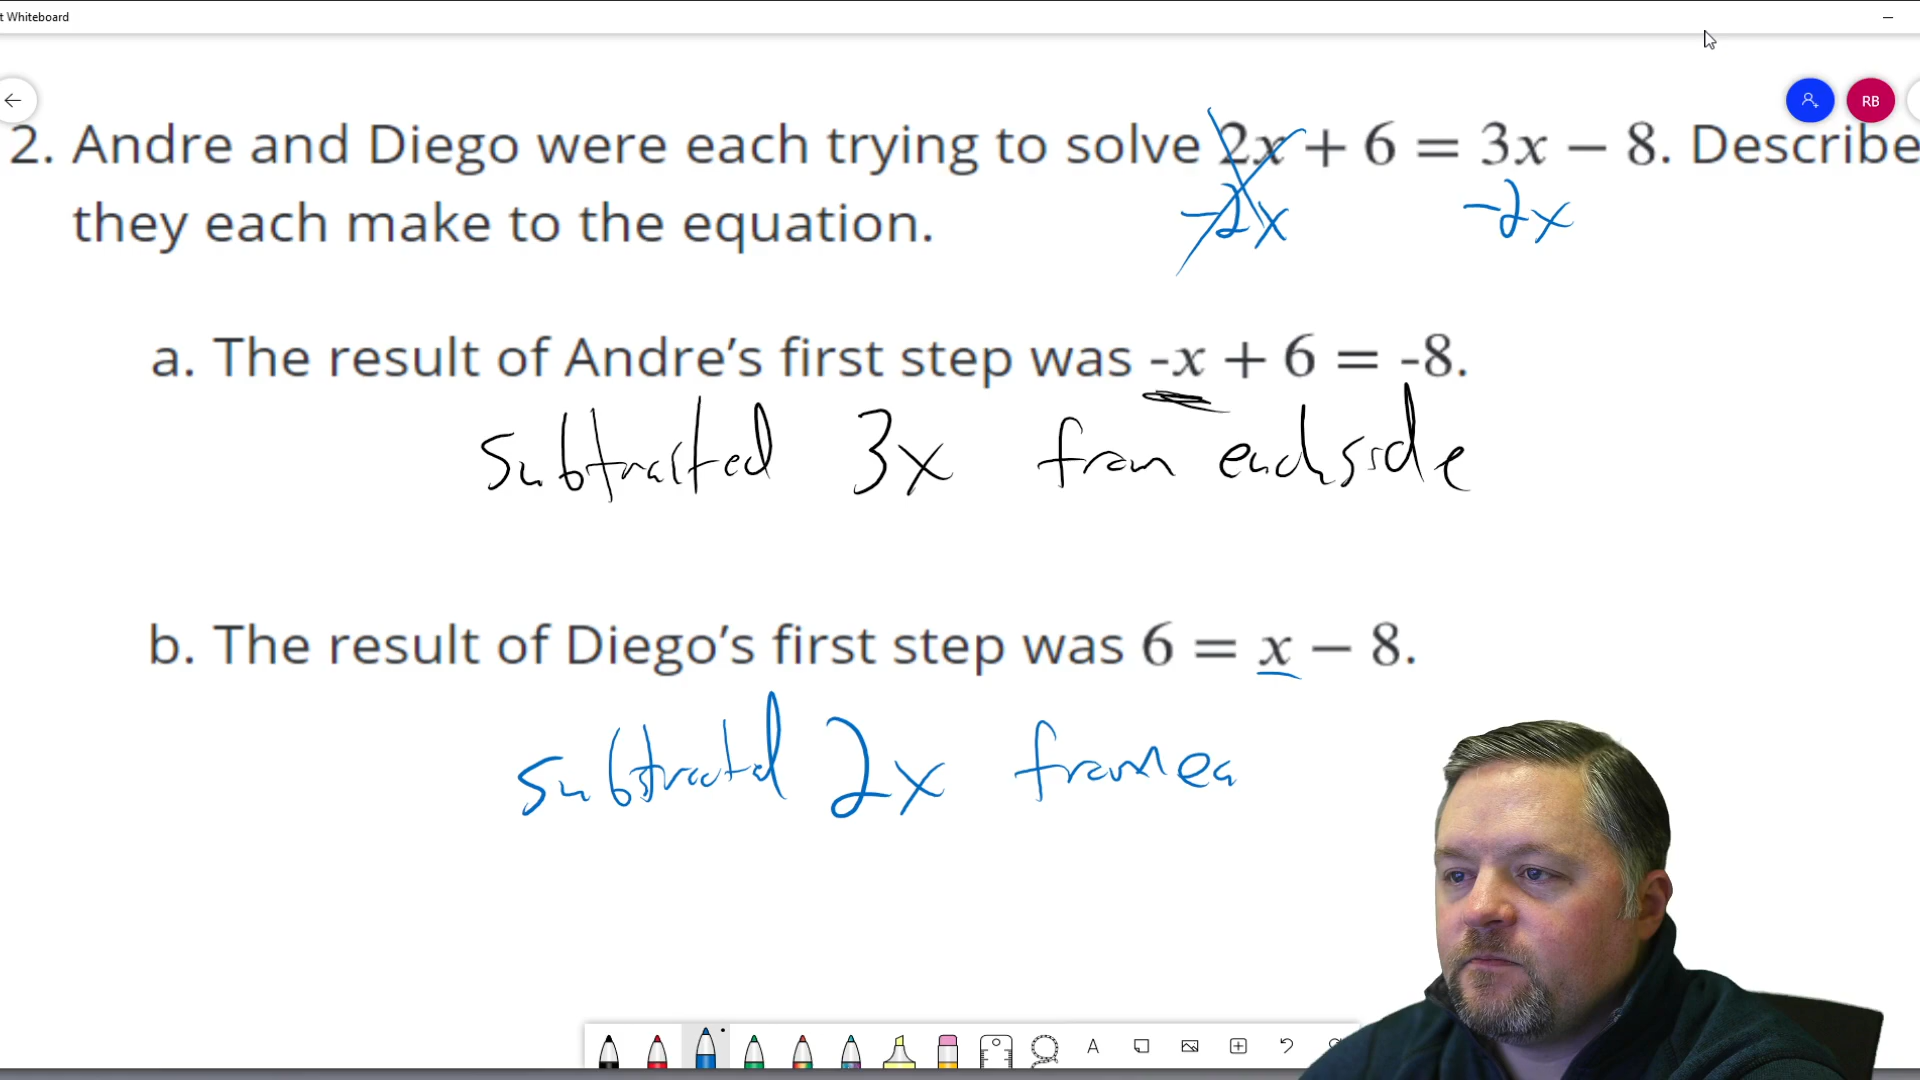 t Whiteboard
RB
2. Andre and Diego were each trying to solve 2x + 6 = 3x − 8. Describe
-2x -2x
they each make to the equation.
a. The result of Andre's first step was -x + 6 = -8.
subtracted 3x from each side
b. The result of Diego's first step was 6 = x − 8.
subtracted 2x from ea
A